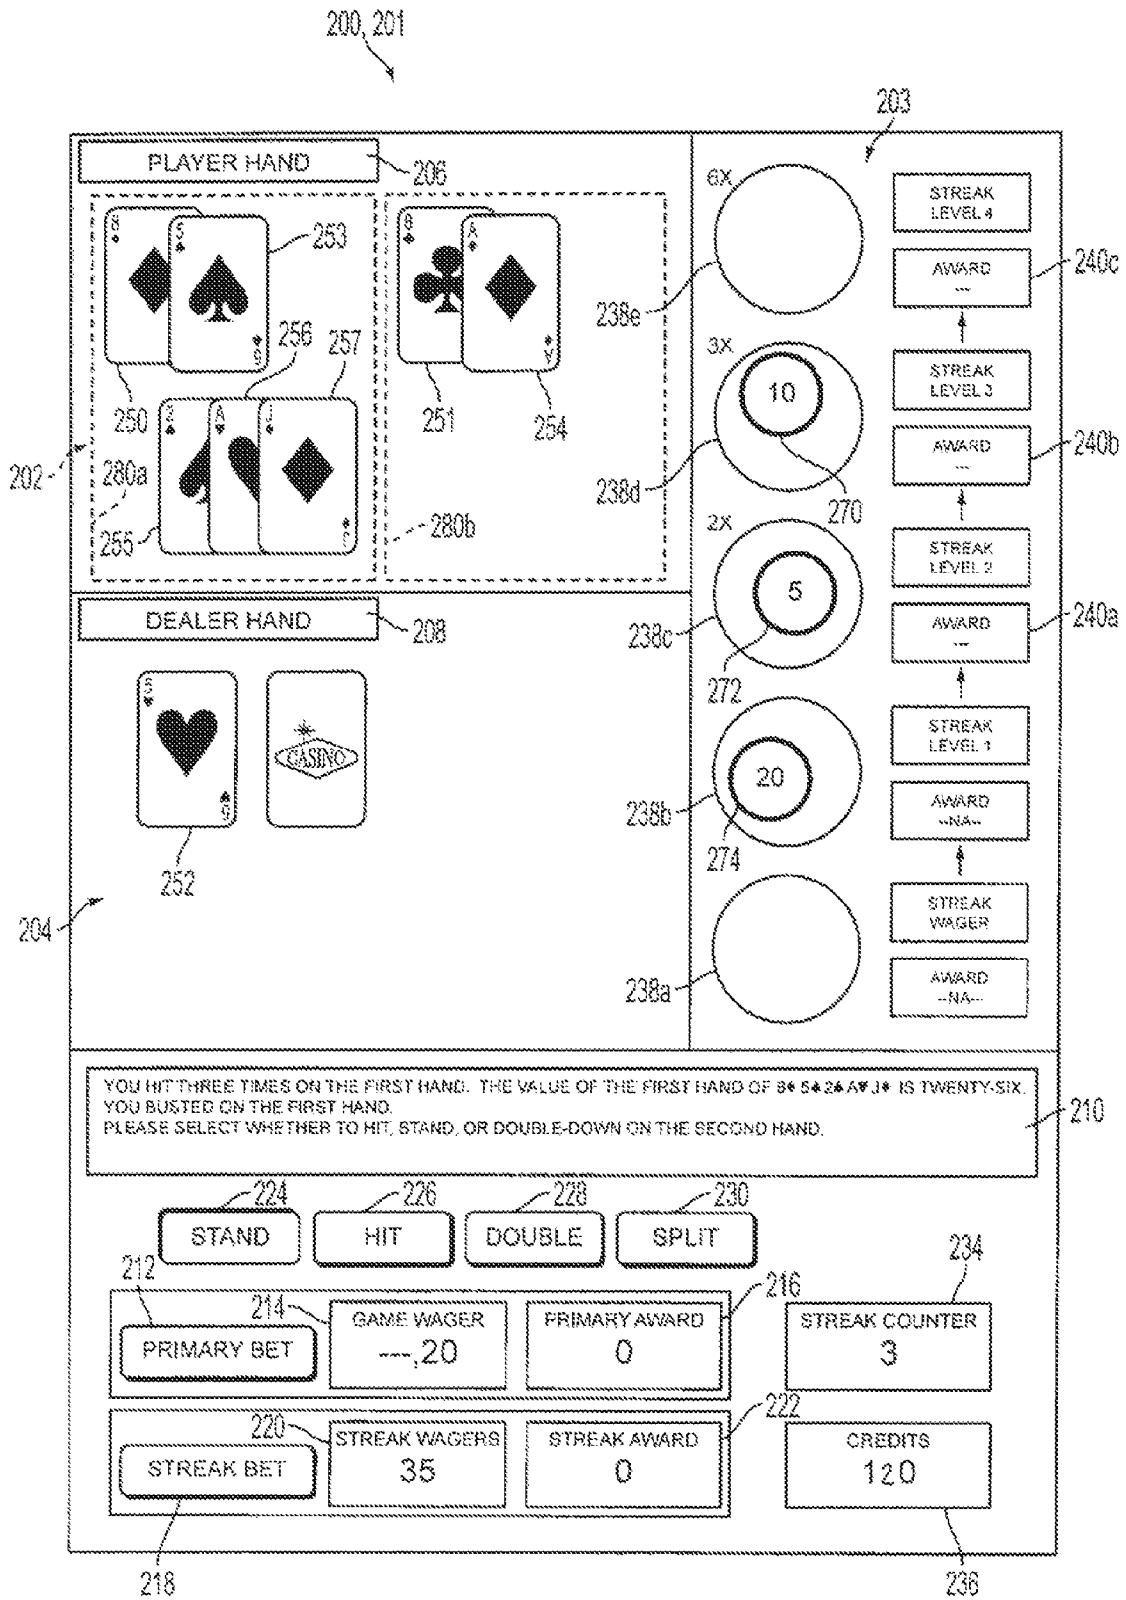 200, 201
203
PLAYER HAND
206
6X
STREAK
LEVEL 4
8
5
8
A
253
AWARD
---
240c
238e
256
257
3X
STREAK
LEVEL 3
10
250
251
254
2
A
J
202
280a
AWARD
---
240b
238d
270
255
280b
2X
STREAK
LEVEL 2
5
DEALER HAND
208
AWARD
---
240a
238c
272
5
CASINO
STREAK
LEVEL 1
20
238b
AWARD
--NA--
274
252
204
STREAK
WAGER
238a
AWARD
--NA---
YOU HIT THREE TIMES ON THE FIRST HAND. THE VALUE OF THE FIRST HAND OF 8♦ 5♠ 2♠ A♥ J♦ IS TWENTY-SIX.
YOU BUSTED ON THE FIRST HAND.
PLEASE SELECT WHETHER TO HIT, STAND, OR DOUBLE-DOWN ON THE SECOND HAND.
210
224
226
228
230
STAND
HIT
DOUBLE
SPLIT
212
214
216
234
PRIMARY BET
GAME WAGER
---,20
PRIMARY AWARD
0
STREAK COUNTER
3
220
222
STREAK BET
STREAK WAGERS
35
STREAK AWARD
0
CREDITS
120
218
236